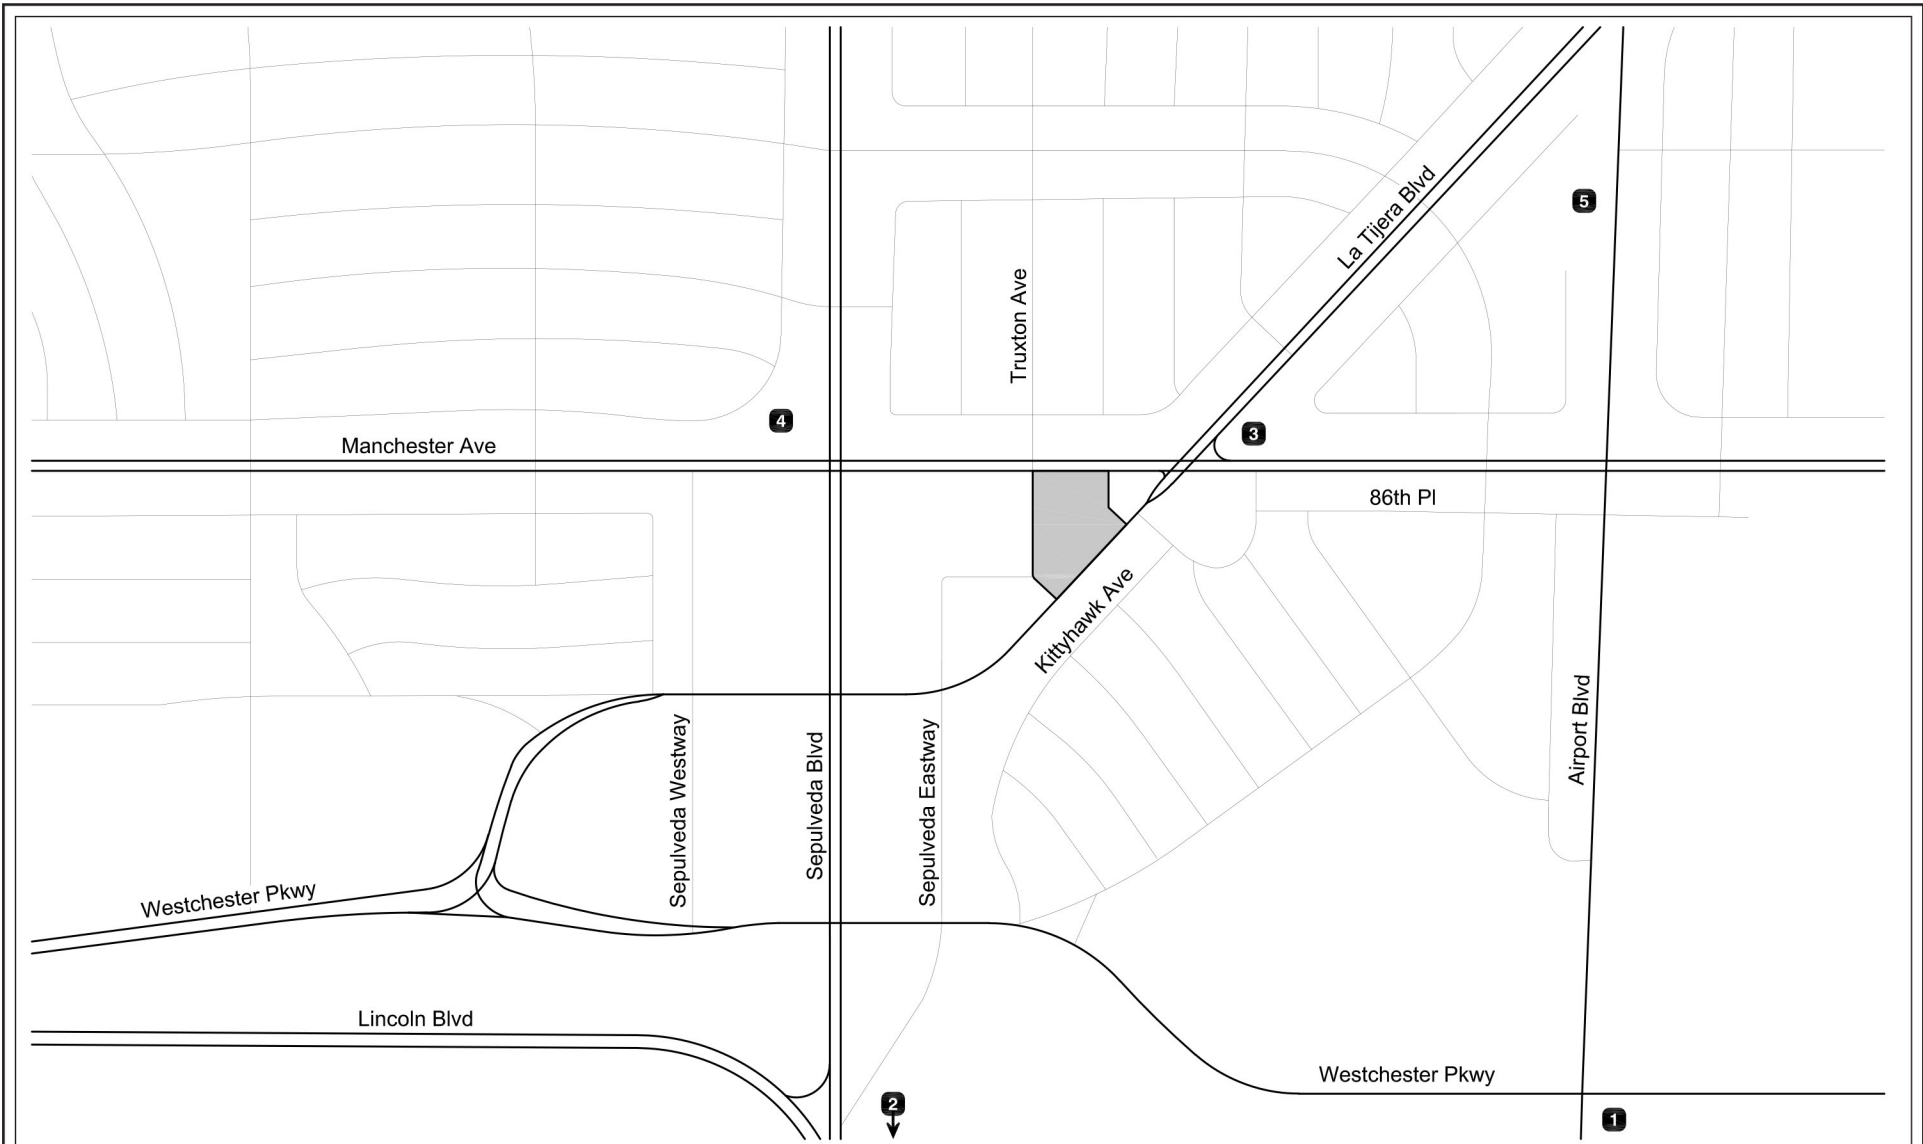 La Tijera Blvd
5
Truxton Ave
4
3
Manchester Ave
86th Pl
Kittyhawk Ave
Airport Blvd
Sepulveda Westway
Sepulveda Blvd
Sepulveda Eastway
Westchester Pkwy
Lincoln Blvd
Westchester Pkwy
2
1